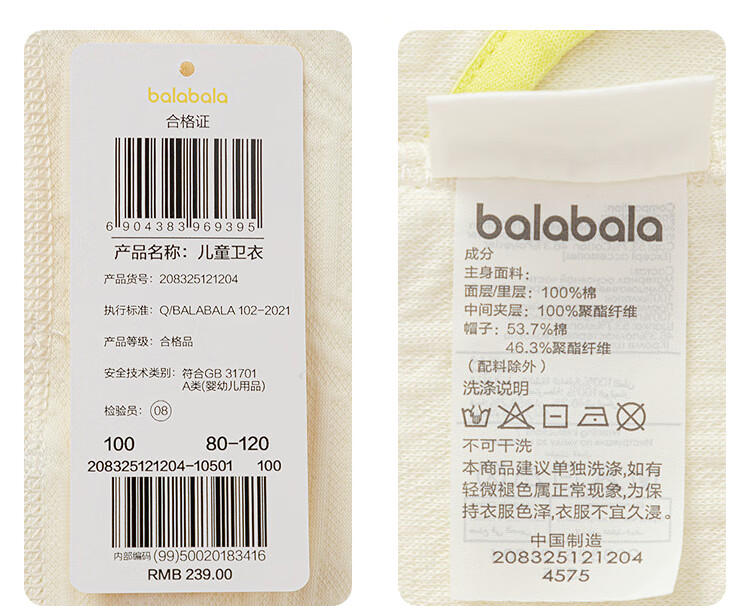 balabala
合格证
6904383969395
产品名称：儿童卫衣
产品货号：208325121204
执行标准：Q/BALABALA 102-2021
产品等级：合格品
安全技术类别：符合GB 31701
A类(婴幼儿用品)
检验员：08
100 80-120
208325121204-10501 100
内部编码 (99)50020183416
RMB 239.00
balabala
成分
主身面料：
面层/里层：100%棉
中间夹层：100%聚酯纤维
帽子：53.7%棉
46.3%聚酯纤维
（配料除外）
洗涤说明
不可干洗
本商品建议单独洗涤,如有
轻微褪色属正常现象,为保
持衣服色泽,衣服不宜久浸。
中国制造
208325121204
4575